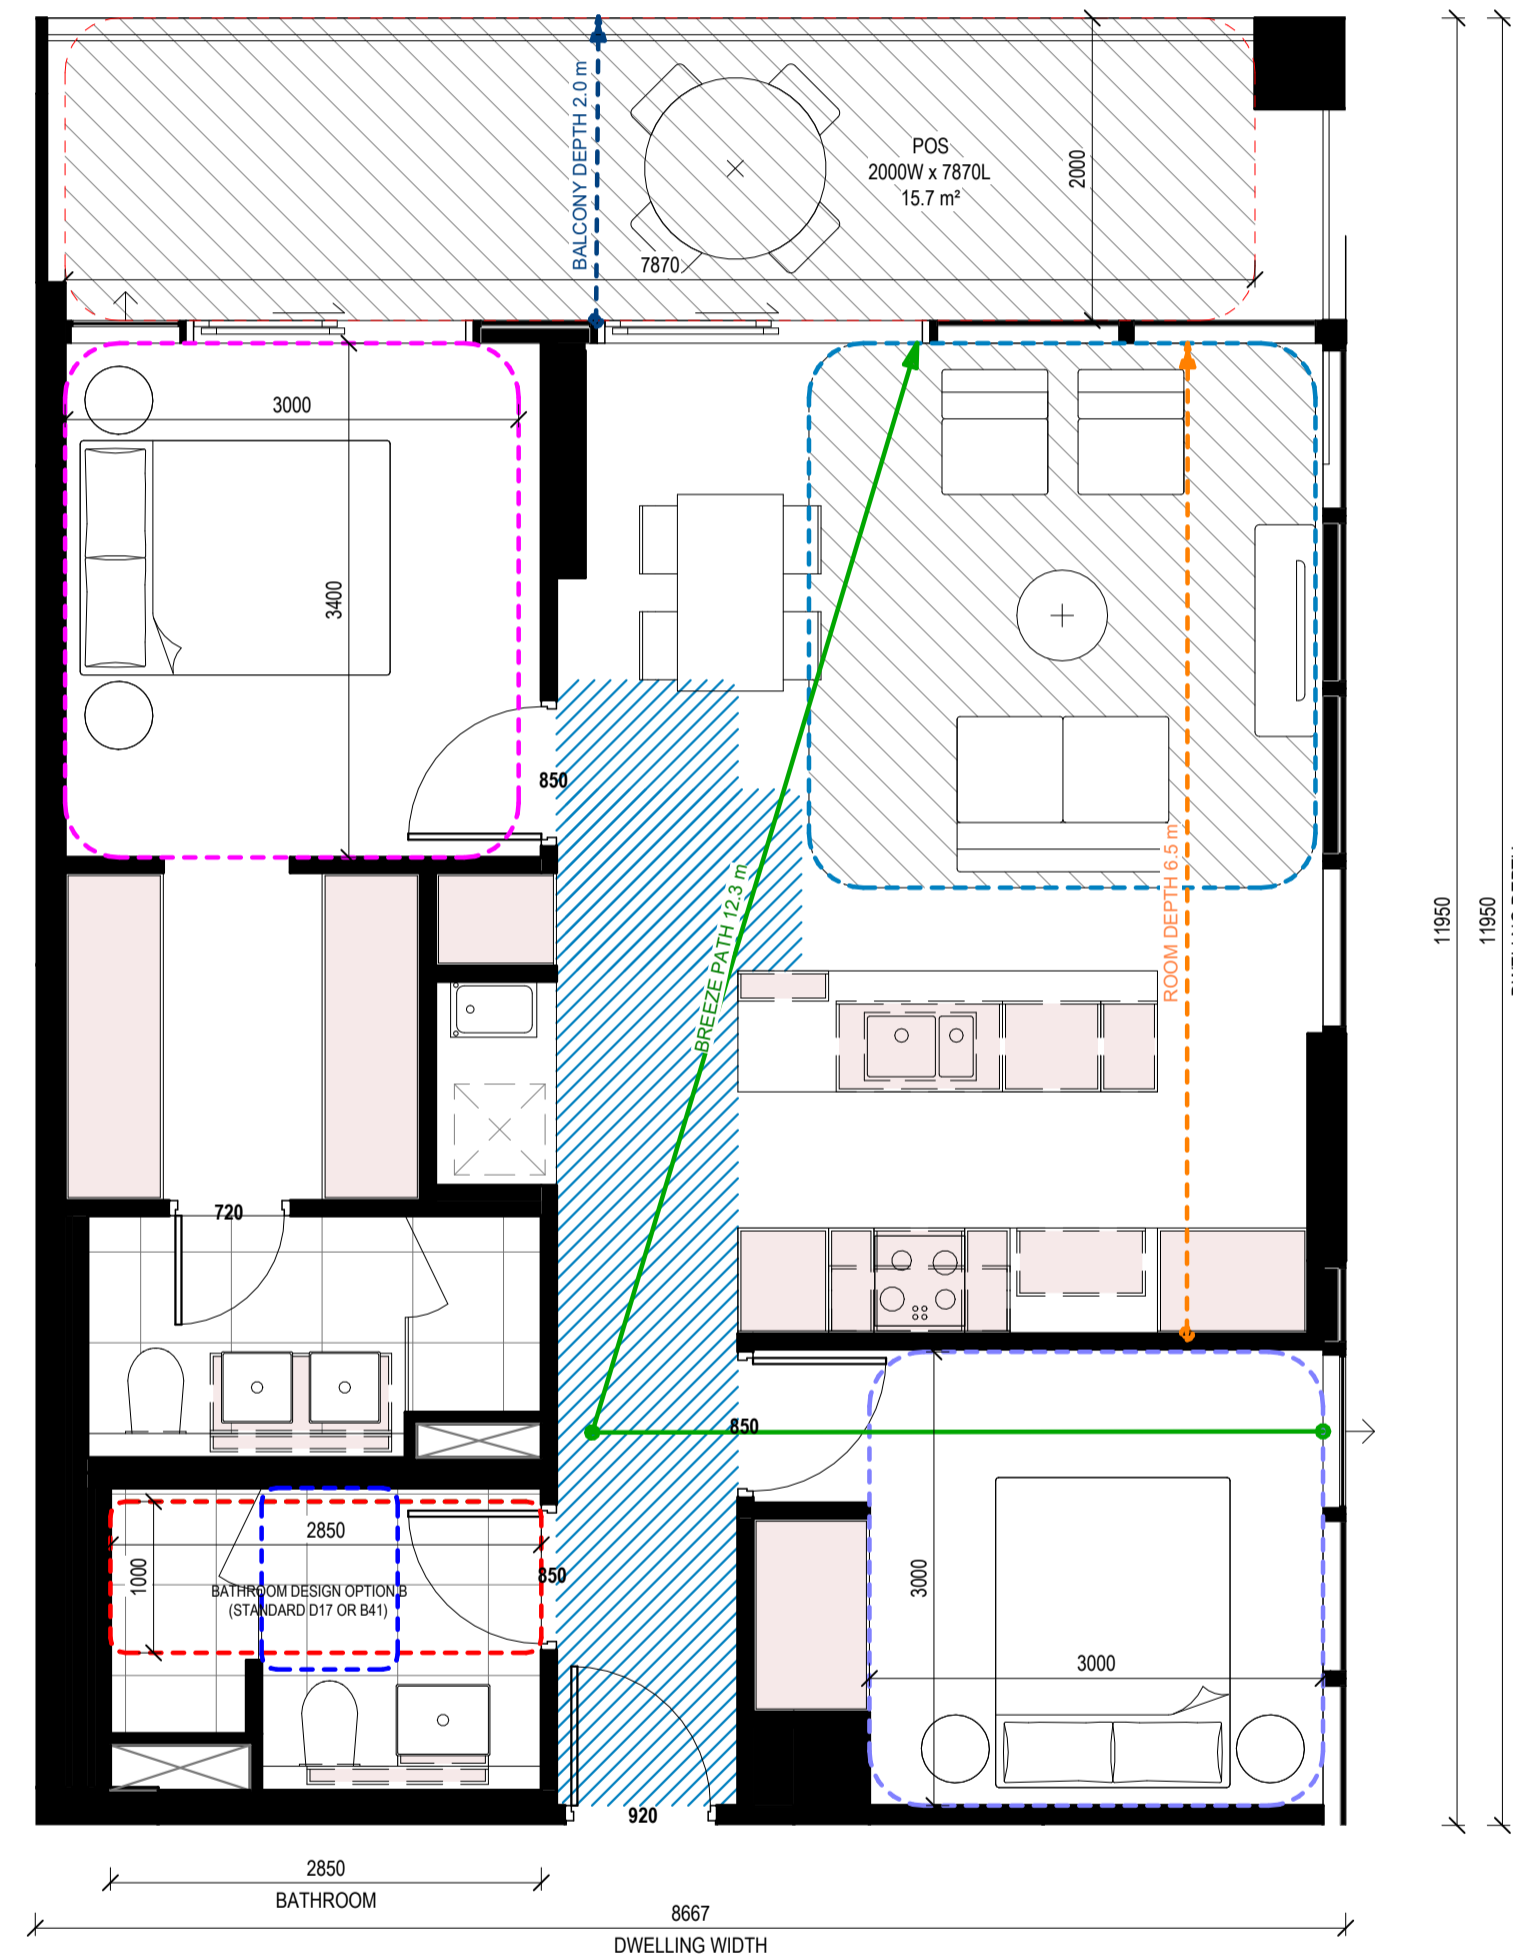 BALCONY DEPTH 2.0 m
POS
2000W x 7870L
15.7 m²
2000
7870
3000
3400
850
BREEZE PATH 12.3 m
ROOM DEPTH 6.5 m
11950
11950
720
850
2850
1000
850
BATHROOM DESIGN OPTION B
(STANDARD D17 OR B41)
3000
3000
920
2850
BATHROOM
8667
DWELLING WIDTH